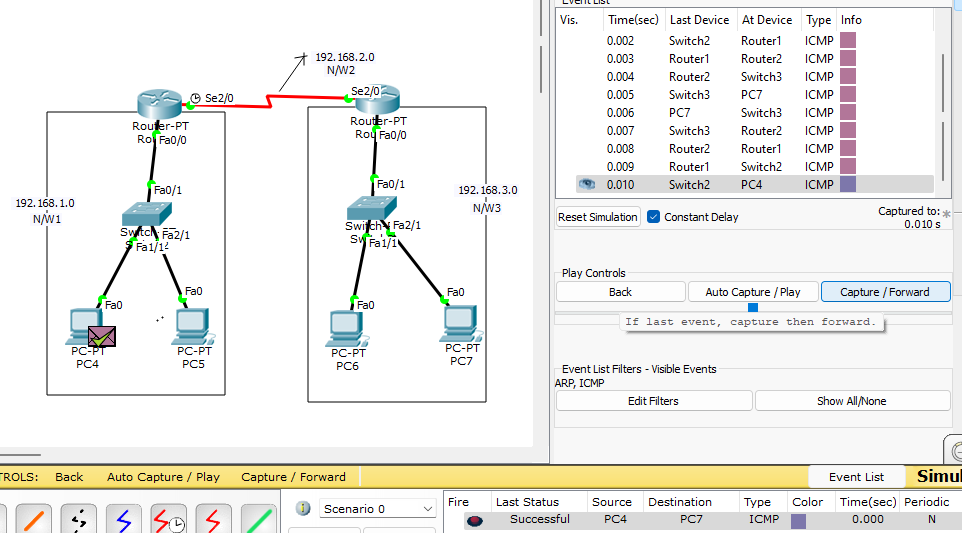 192.168.2.0
N/W2
Se2/0
Se2/0
Router-PT
Rou
Fa0/0
Router-PT
Rou
Fa0/0
192.168.1.0
N/W1
Fa0/1
Fa2/1
Fa1/1
Fa0
Fa0
PC-PT
PC4
PC-PT
PC5
Fa0/1
192.168.3.0
N/W3
Fa2/1
Fa1/1
Fa0
Fa0
PC-PT
PC6
PC-PT
PC7
Event List
Vis. Time(sec) Last Device At Device Type Info
0.002 Switch2 Router1 ICMP
0.003 Router1 Router2 ICMP
0.004 Router2 Switch3 ICMP
0.005 Switch3 PC7 ICMP
0.006 PC7 Switch3 ICMP
0.007 Switch3 Router2 ICMP
0.008 Router2 Router1 ICMP
0.009 Router1 Switch2 ICMP
0.010 Switch2 PC4 ICMP
Reset Simulation Constant Delay Captured to: *
0.010 s
Play Controls
Back Auto Capture / Play Capture / Forward
If last event, capture then forward.
Event List Filters - Visible Events
ARP, ICMP
Edit Filters Show All/None
TROLS: Back Auto Capture / Play Capture / Forward Event List Simul
Scenario 0
Fire Last Status Source Destination Type Color Time(sec) Periodic
Successful PC4 PC7 ICMP 0.000 N